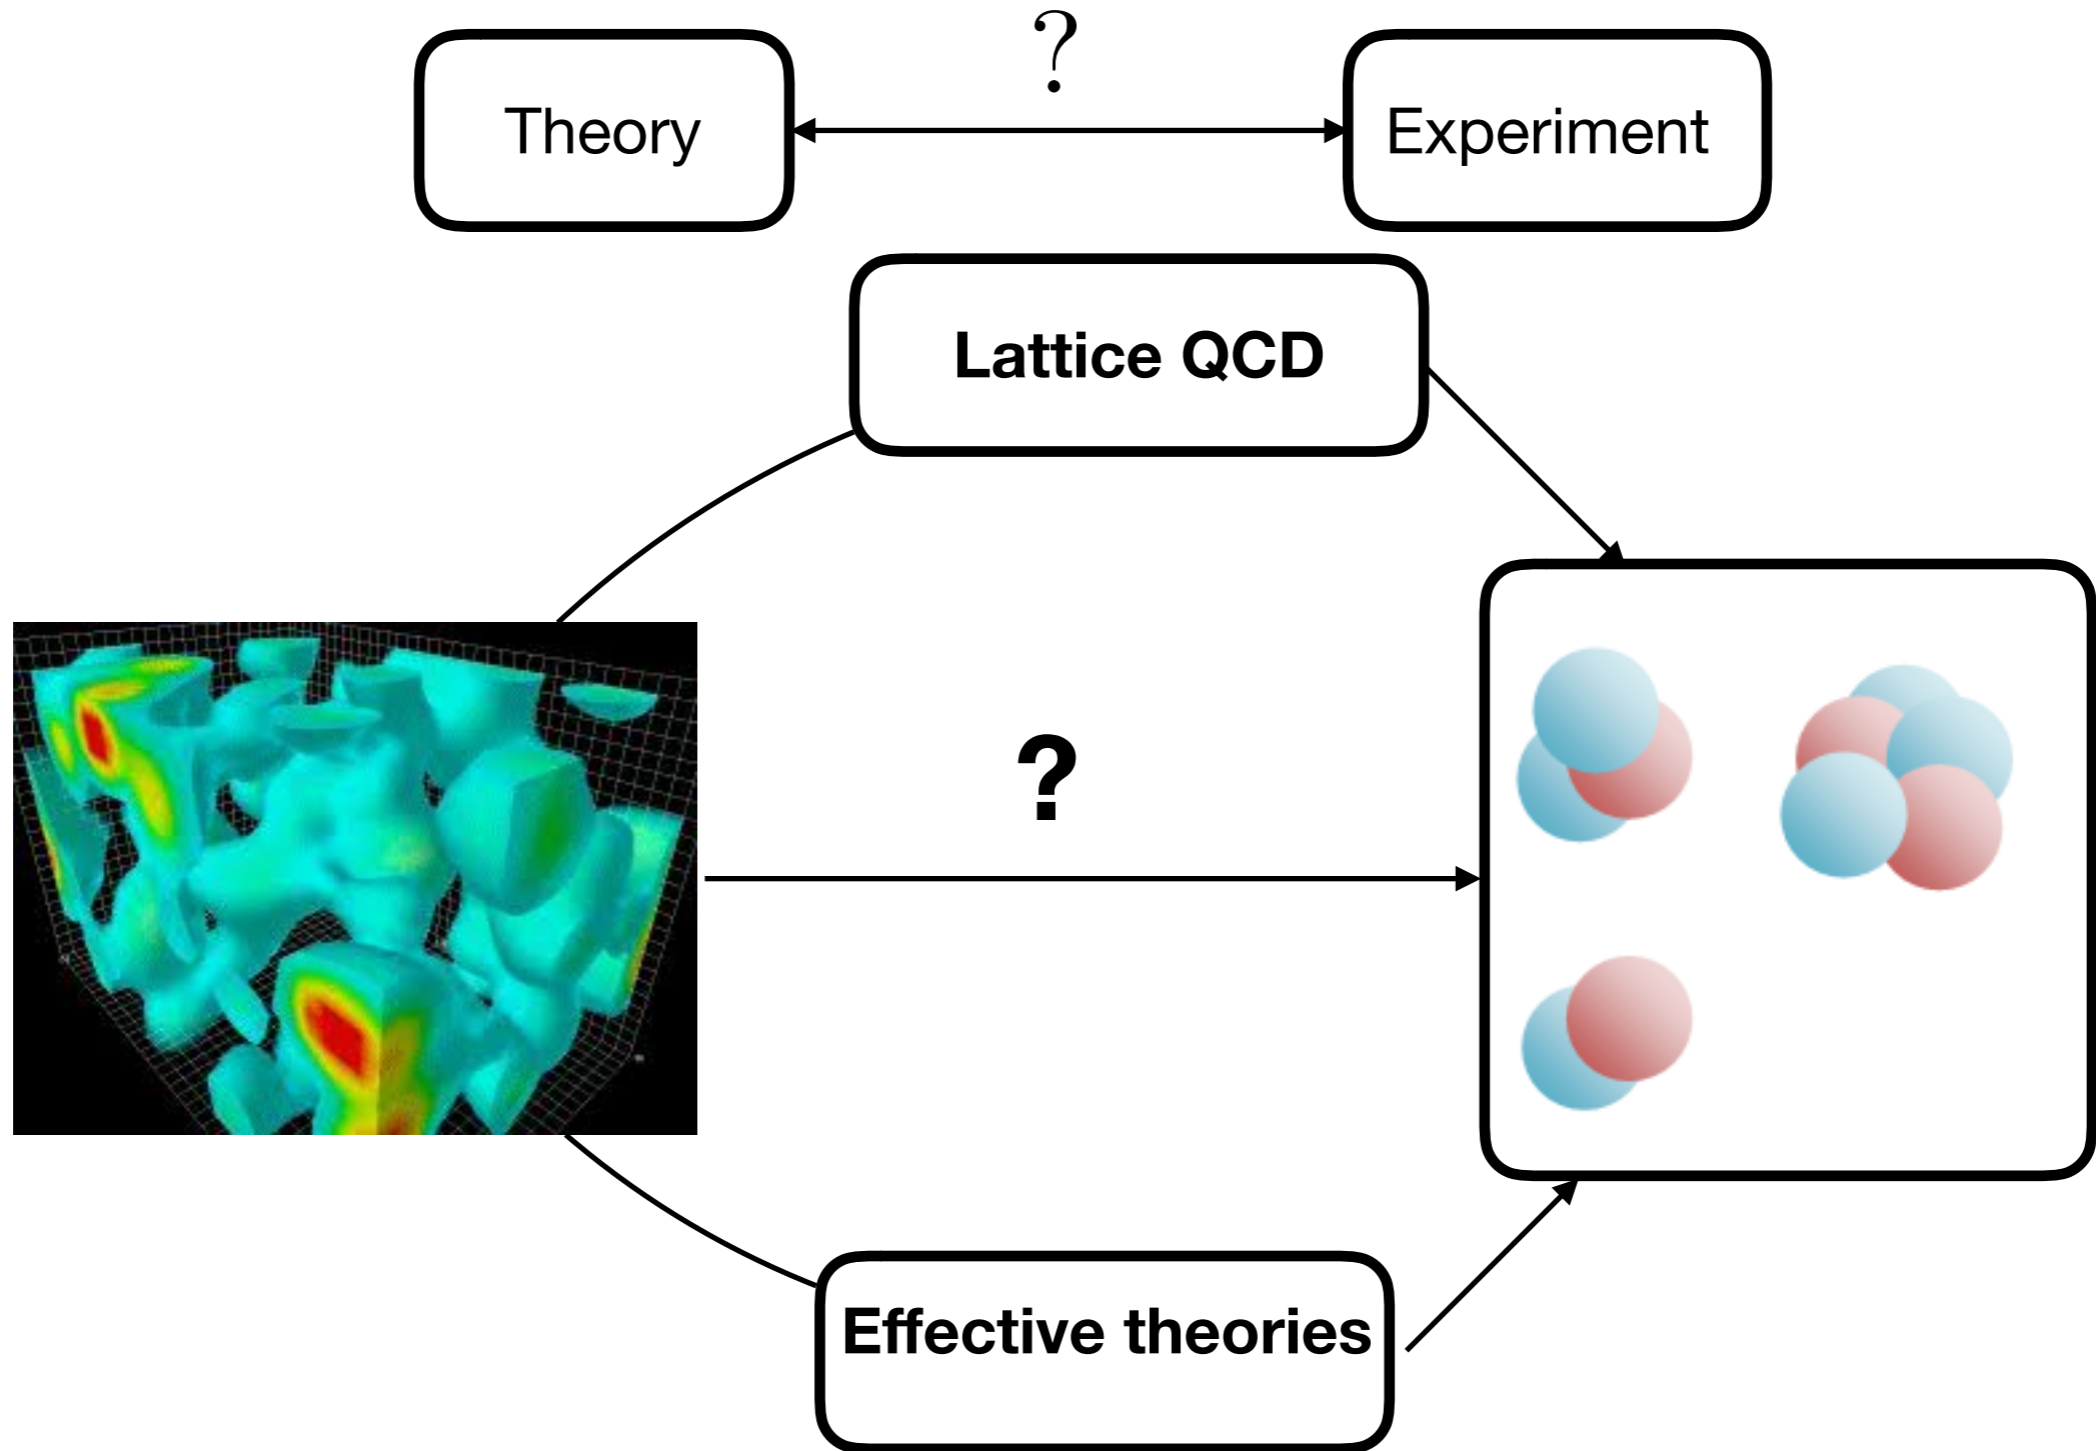 ?
Theory
Experiment
Lattice QCD
?
Effective theories